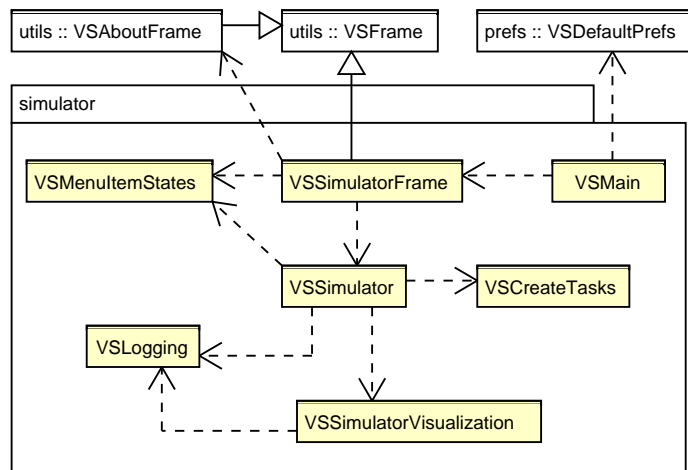 utils :: VSAboutFrame
utils :: VSFrame
prefs :: VSDefaultPrefs
simulator
VSMenuItemStates
VSSimulatorFrame
VSMain
VSSimulator
VSCreateTasks
VSLogging
VSSimulatorVisualization